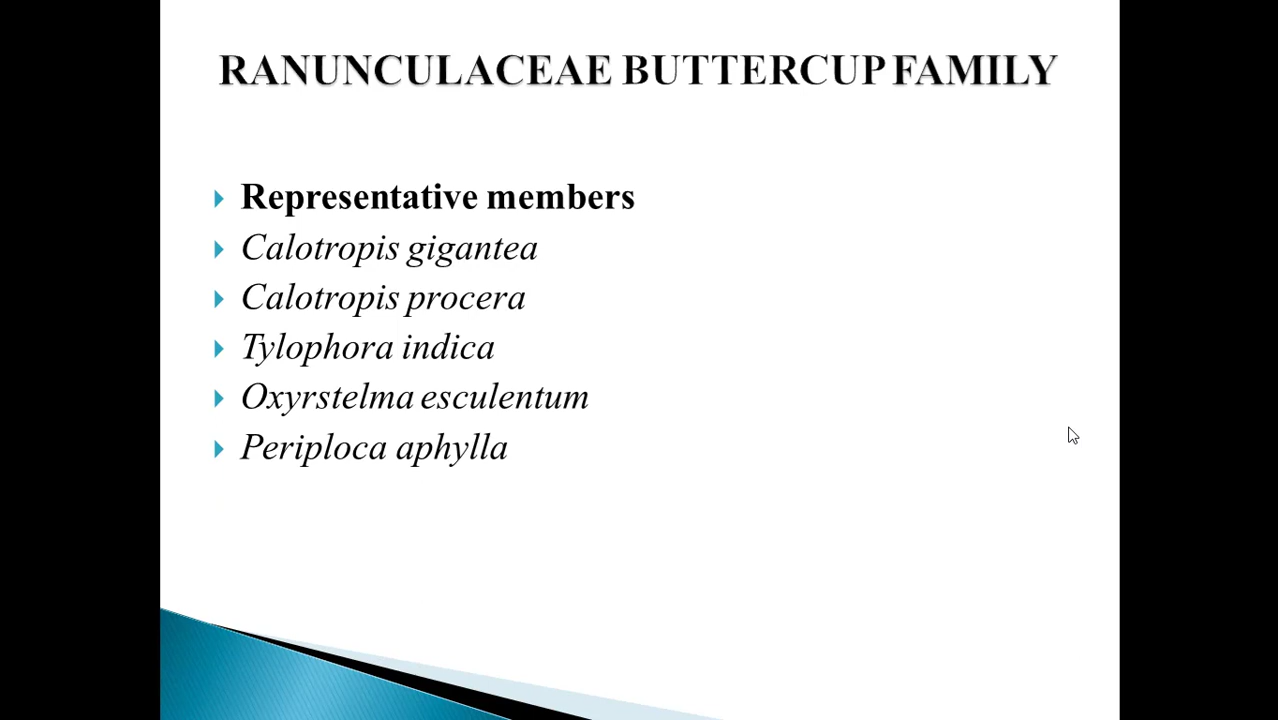 RANUNCULACEAE BUTTERCUP FAMILY
Representative members
Calotropis gigantea
Calotropis procera
Tylophora indica
Oxyrstelma esculentum
Periploca aphylla